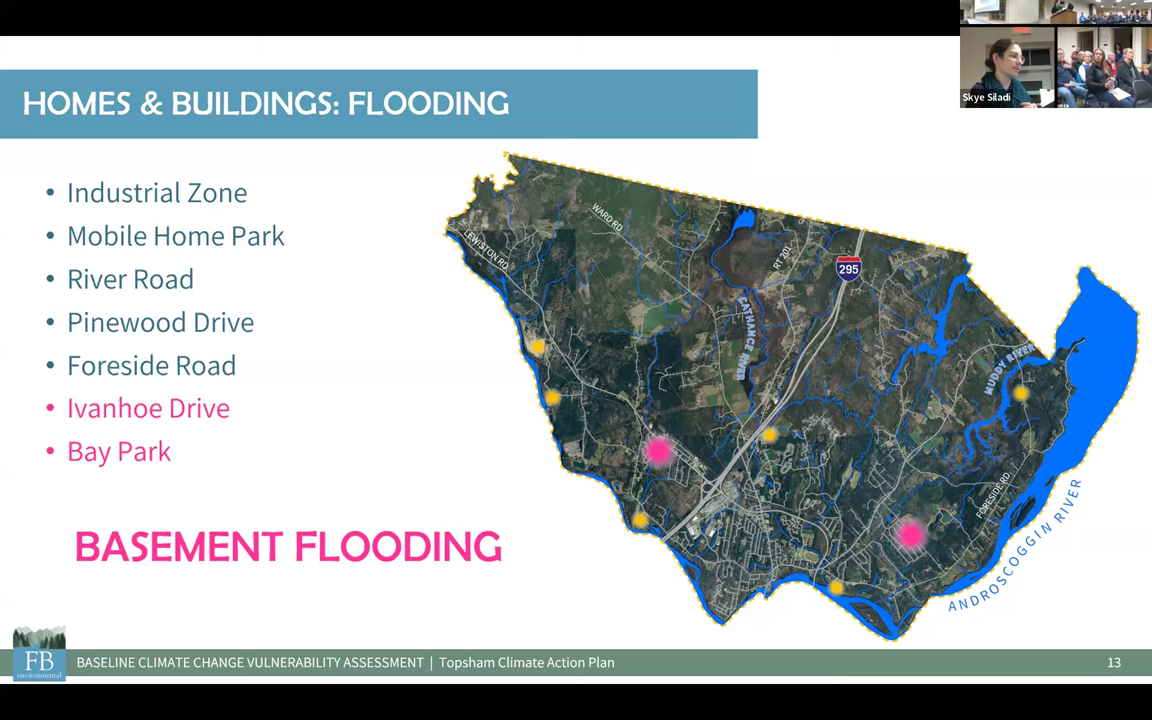 HOMES & BUILDINGS: FLOODING
Skye Siladi
• Industrial Zone
• Mobile Home Park
• River Road
• Pinewood Drive
• Foreside Road
• Ivanhoe Drive
• Bay Park
BASEMENT FLOODING
WARD RD
LEWISTON RD
RT 201
295
CATHANCE RIVER
MUDDY RIVER
FORESIDE RD
ANDROSCOGGIN RIVER
FB
environmental
BASELINE CLIMATE CHANGE VULNERABILITY ASSESSMENT | Topsham Climate Action Plan
13